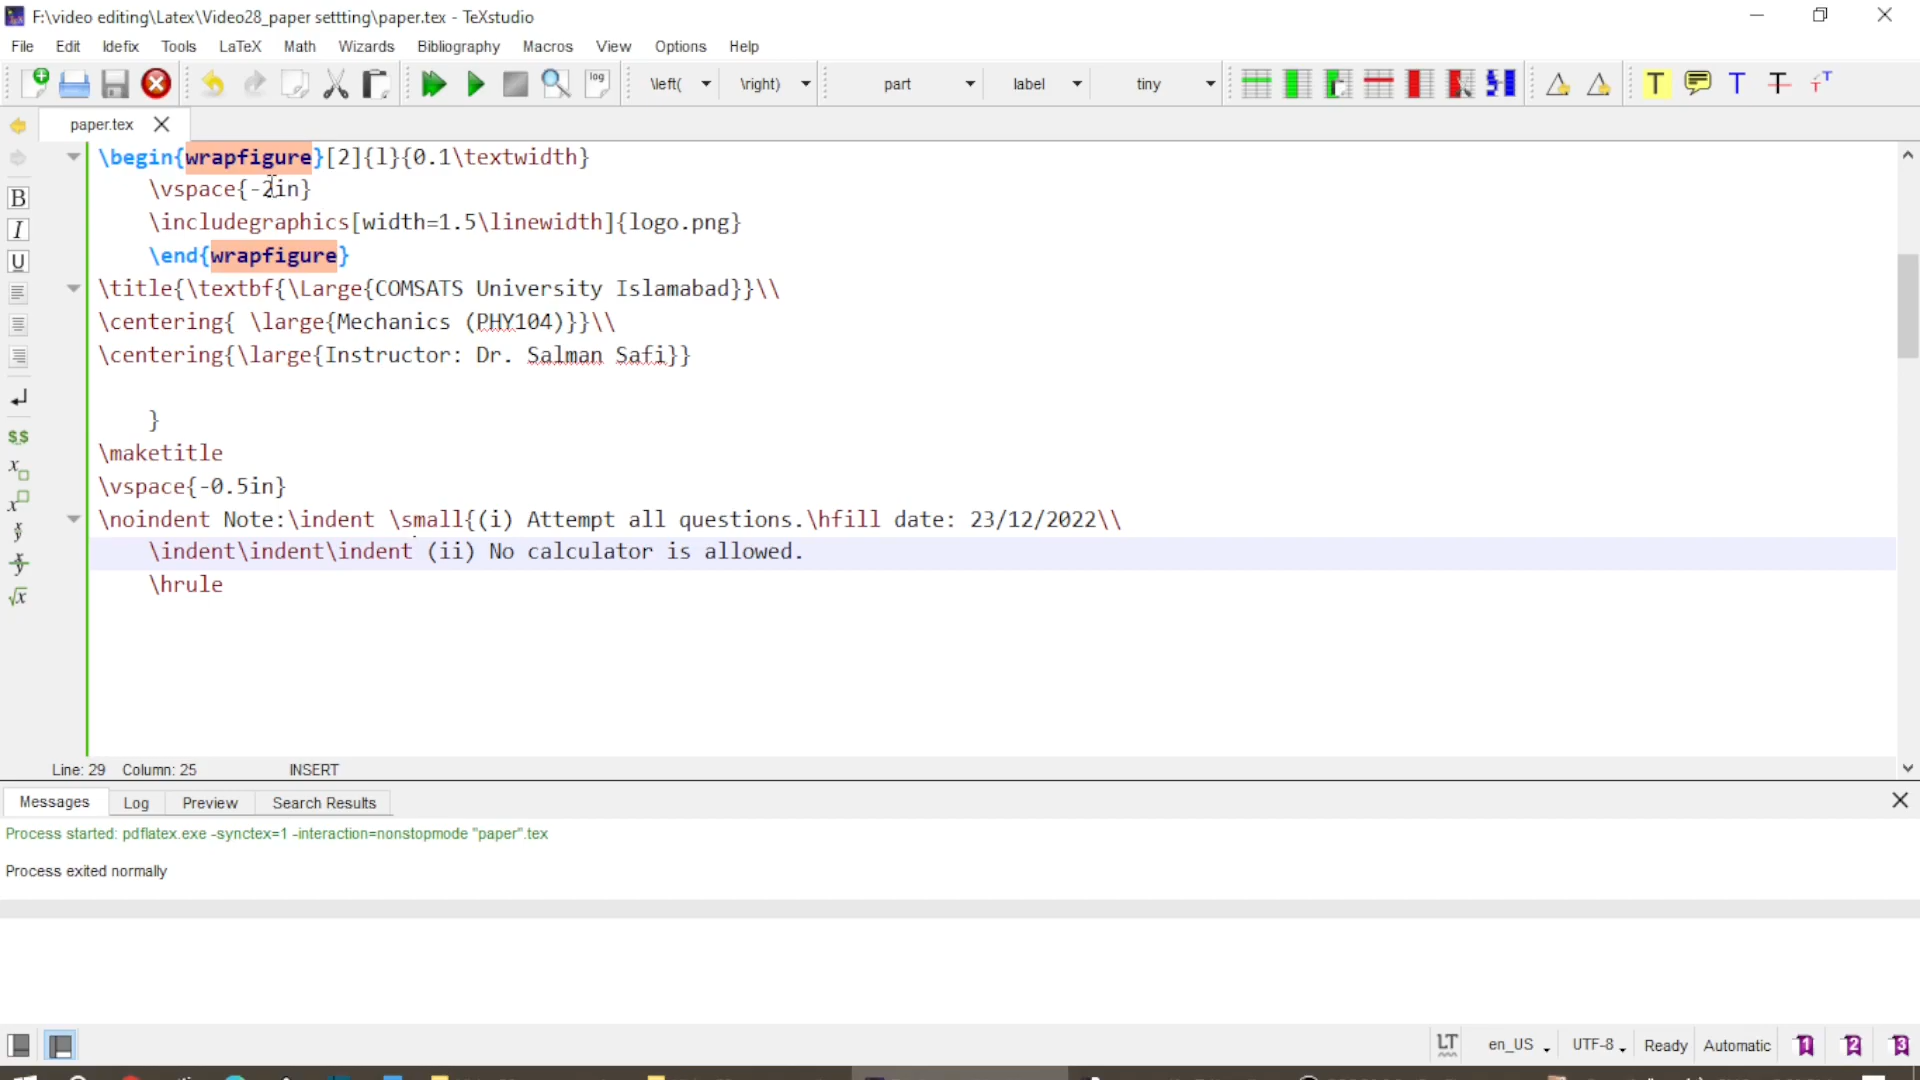 F:\video editing\Latex\Video28_paper settting\paper.tex - TeXstudio
File Edit Idefix Tools LaTeX Math Wizards Bibliography Macros View Options Help
log \left( \right) part label tiny T T T T
paper.tex
\begin{wrapfigure}[2]{l}{0.1\textwidth}
\vspace{-2in}
\includegraphics[width=1.5\linewidth]{logo.png}
\end{wrapfigure}
\title{\textbf{\Large{COMSATS University Islamabad}}\\
\centering{ \large{Mechanics (PHY104)}}\\
\centering{\large{Instructor: Dr. Salman Safi}}
}
\maketitle
\vspace{-0.5in}
\noindent Note:\indent \small{(i) Attempt all questions.\hfill date: 23/12/2022\\
\indent\indent\indent (ii) No calculator is allowed.
\hrule
B
I
U
$$
x
x
x/y
x/y
√x
Line: 29 Column: 25 INSERT
Messages Log Preview Search Results
Process started: pdflatex.exe -synctex=1 -interaction=nonstopmode "paper".tex
Process exited normally
LT en_US UTF-8 Ready Automatic 1 2 3